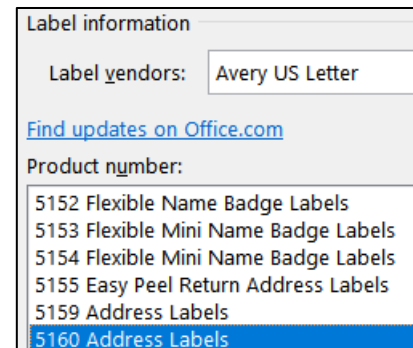 Label information
Label vendors: Avery US Letter
Find updates on Office.com
Product number:
5152 Flexible Name Badge Labels
5153 Flexible Mini Name Badge Labels
5154 Flexible Mini Name Badge Labels
5155 Easy Peel Return Address Labels
5159 Address Labels
5160 Address Labels